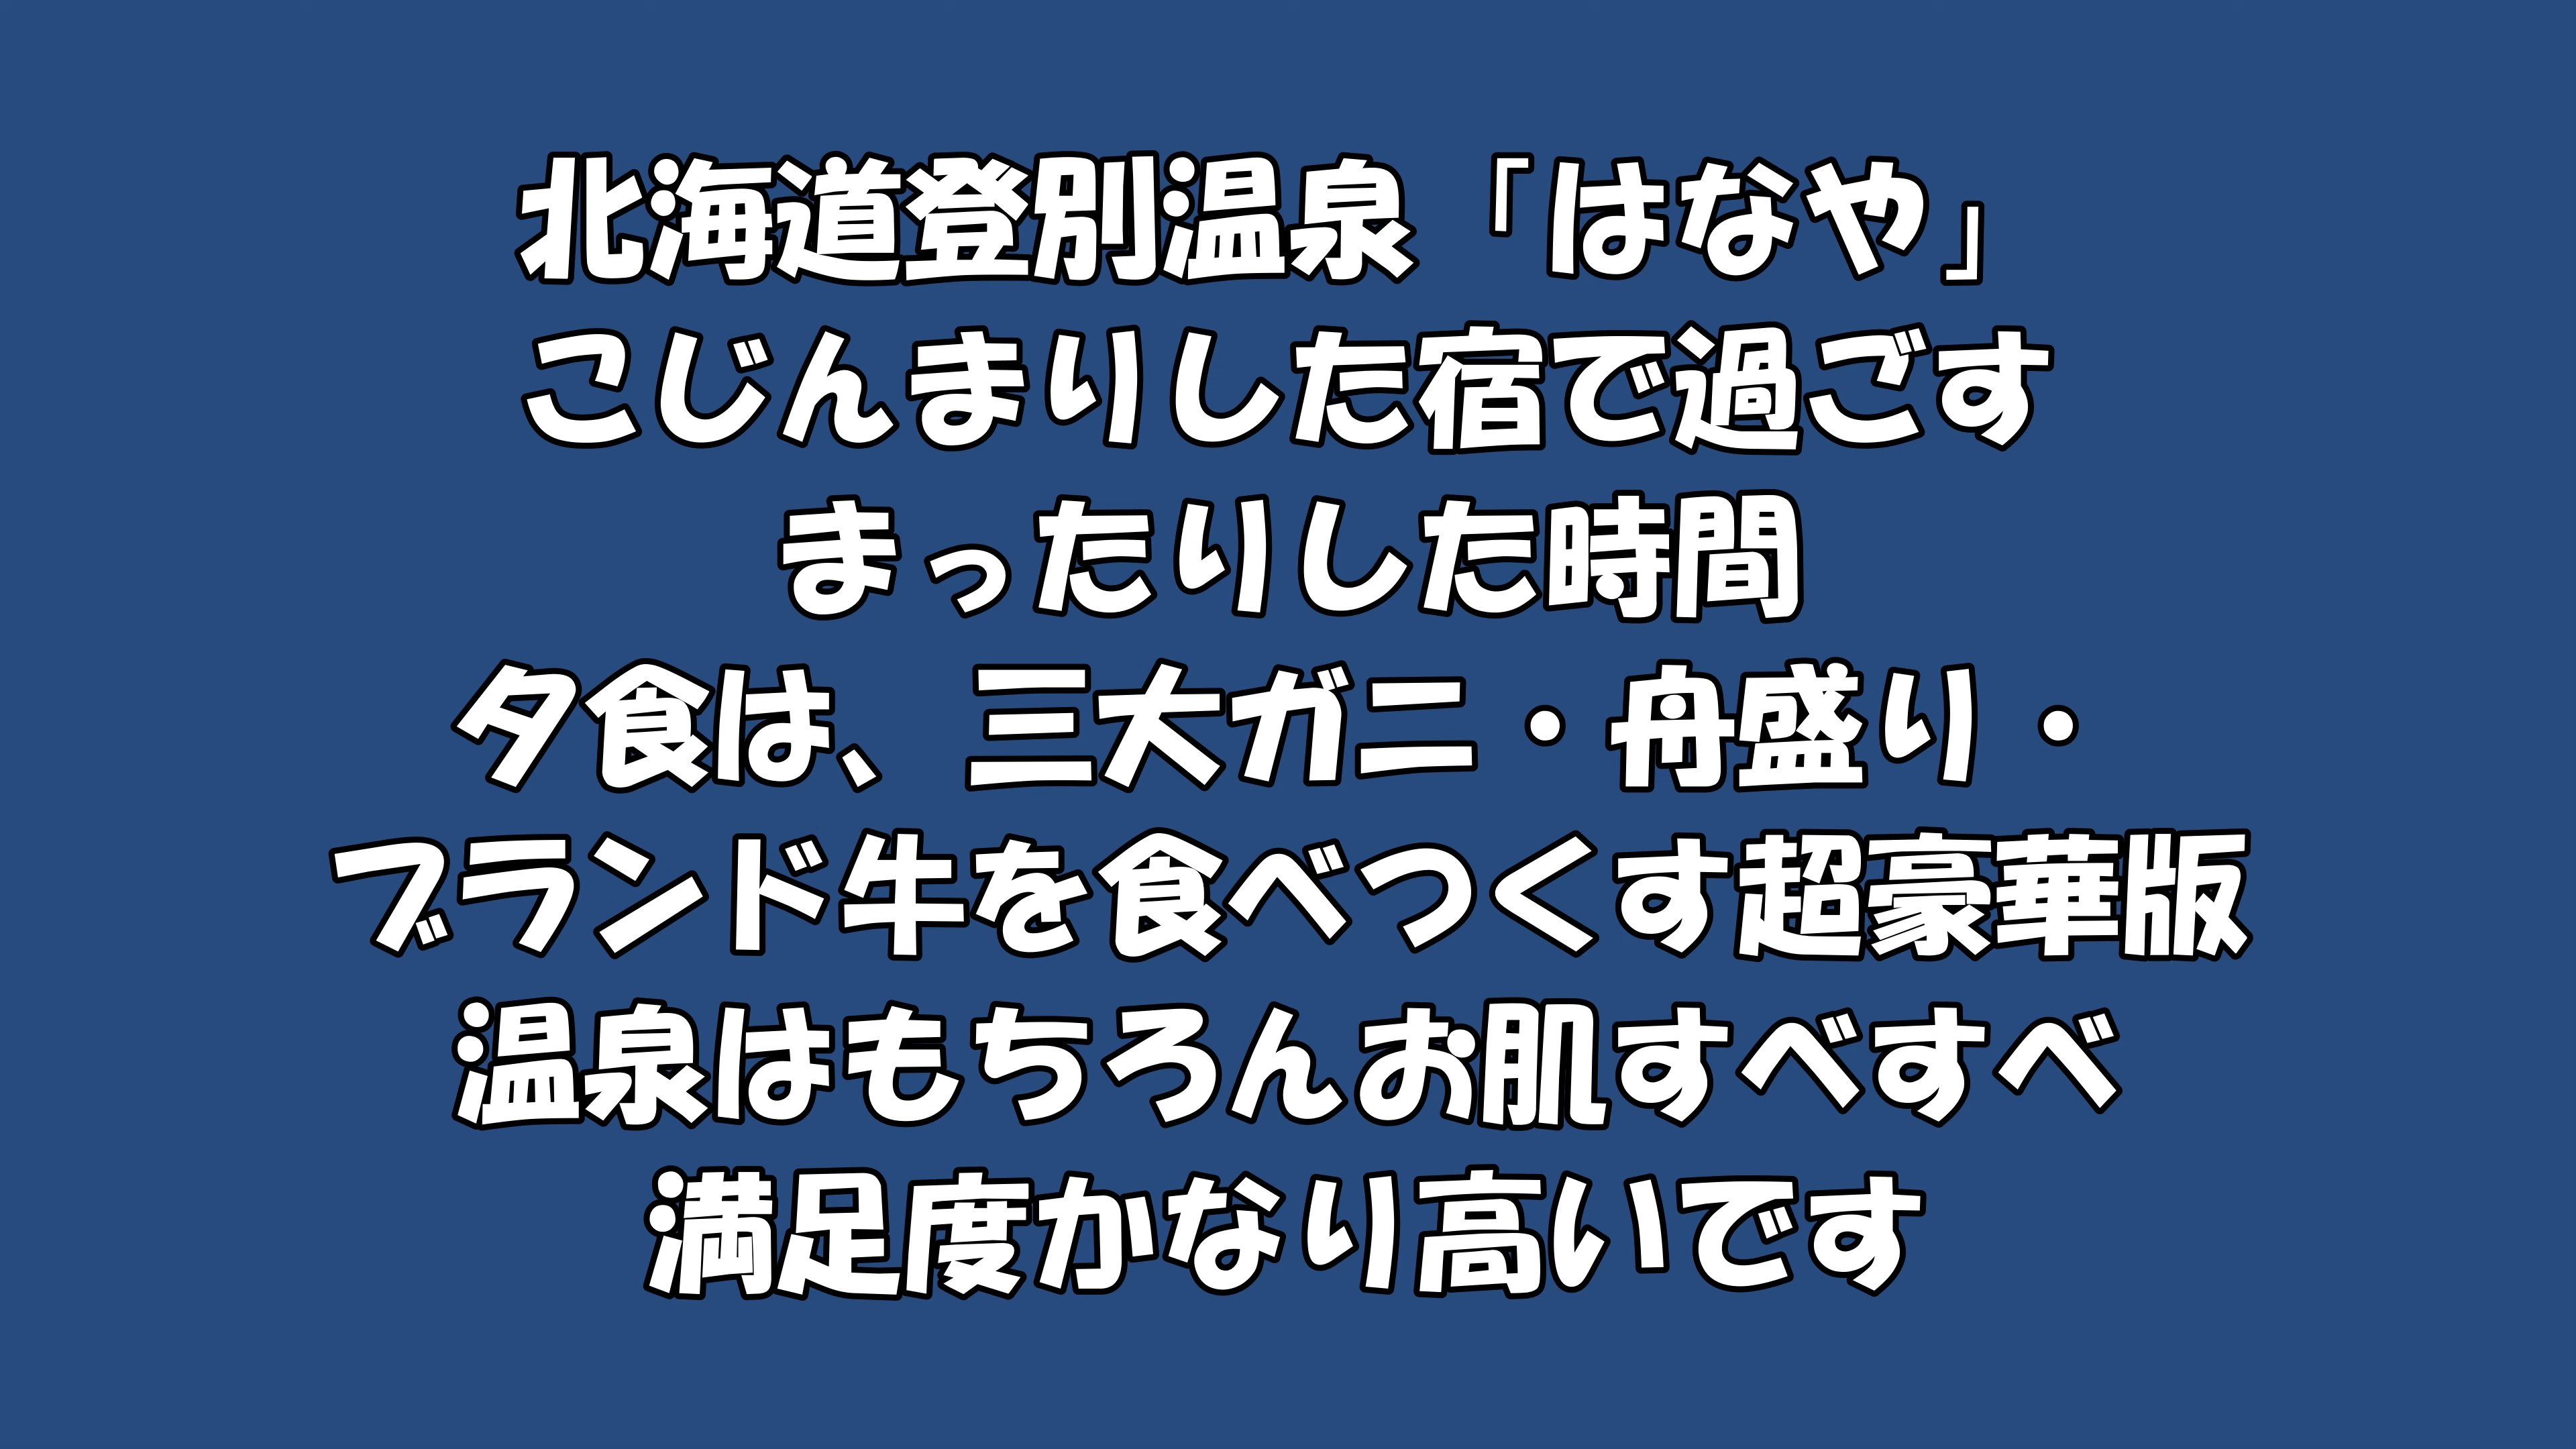 北海道登別温泉「はなや」
こじんまりした宿で過ごす
まったりした時間
夕食は、三大ガニ・舟盛り・
ブランド牛を食べつくす超豪華版
温泉はもちろんお肌すべすべ
満足度かなり高いです